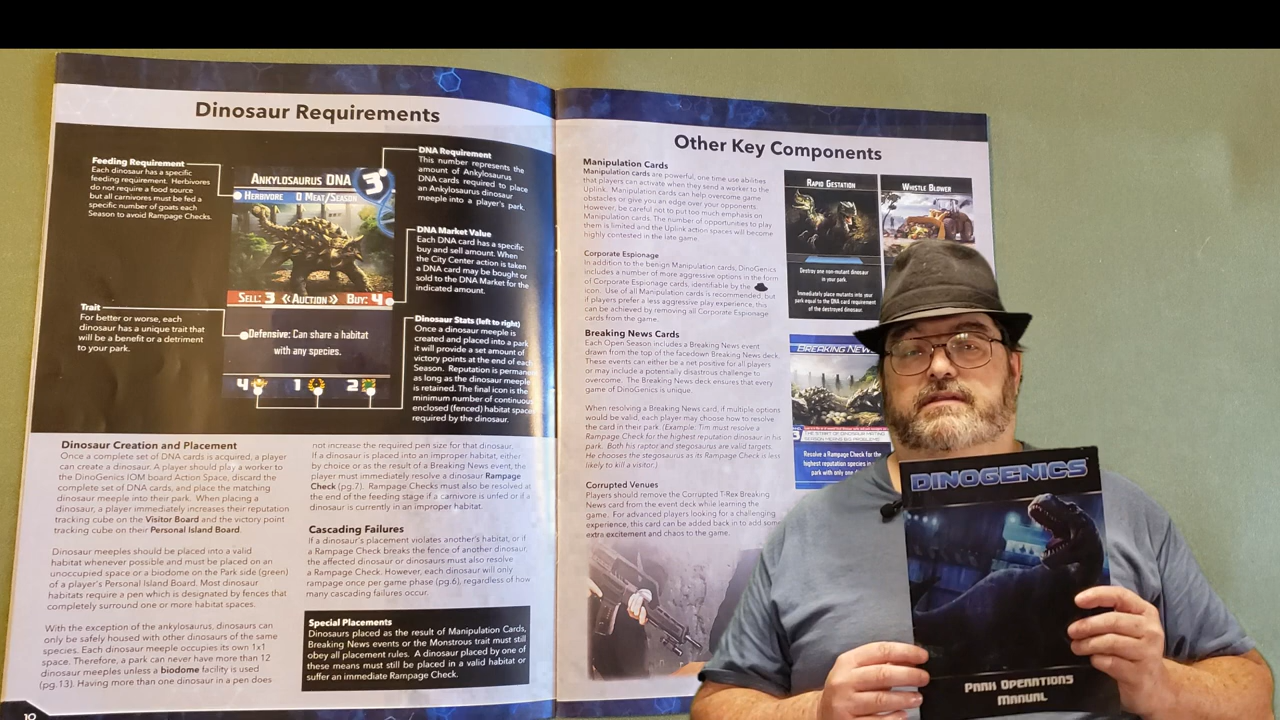 Dinosaur Requirements
Feeding Requirement
Each dinosaur has a specific
feeding requirement. Herbivores
do not require a food source
but all carnivores must be fed a
specific number of goats each
Season to avoid Rampage Checks.
Trait
For better or worse, each
dinosaur has a unique trait that
will be a benefit or a detriment
to your park.
ANKYLOSAURUS DNA 3
HERBIVORE 0 MEAT/SEASON
SELL: 3 «AUCTION» BUY: 4
Defensive: Can share a habitat
with any species.
4 1 2
DNA Requirement
This number represents the
amount of Ankylosaurus
DNA cards required to place
an Ankylosaurus dinosaur
meeple into a player's park.
DNA Market Value
Each DNA card has a specific
buy and sell amount. When
the City Center action is taken
a DNA card may be bought or
sold to the DNA Market for the
indicated amount.
Dinosaur Stats (left to right)
Once a dinosaur meeple is
created and placed into a park
it will provide a set amount of
victory points at the end of each
Season. Reputation is permanent
as long as the dinosaur meeple
is retained. The final icon is the
minimum number of continuous
enclosed (fenced) habitat spaces
required by the dinosaur.
Dinosaur Creation and Placement
Once a complete set of DNA cards is acquired, a player
can create a dinosaur. A player should play a worker to
the DinoGenics IOM board Action Space, discard the
complete set of DNA cards, and place the matching
dinosaur meeple into their park. When placing a
dinosaur, a player immediately increases their reputation
tracking cube on the Visitor Board and the victory point
tracking cube on their Personal Island Board.
Dinosaur meeples should be placed into a valid
habitat whenever possible and must be placed on an
unoccupied space or a biodome on the Park side (green)
of a player's Personal Island Board. Most dinosaur
habitats require a pen which is designated by fences that
completely surround one or more habitat spaces.
With the exception of the ankylosaurus, dinosaurs can
only be safely housed with other dinosaurs of the same
species. Each dinosaur meeple occupies its own 1x1
space. Therefore, a park can never have more than 12
dinosaur meeples unless a biodome facility is used
(pg.13). Having more than one dinosaur in a pen does
not increase the required pen size for that dinosaur.
If a dinosaur is placed into an improper habitat, either
by choice or as the result of a Breaking News event, the
player must immediately resolve a dinosaur Rampage
Check (pg.7). Rampage Checks must also be resolved at
the end of the feeding stage if a carnivore is unfed or if a
dinosaur is currently in an improper habitat.
Cascading Failures
If a dinosaur's placement violates another's habitat, or if
a Rampage Check breaks the fence of another dinosaur,
the affected dinosaur or dinosaurs must also resolve
a Rampage Check. However, each dinosaur will only
rampage once per game phase (pg.6), regardless of how
many cascading failures occur.
Special Placements
Dinosaurs placed as the result of Manipulation Cards,
Breaking News events or the Monstrous trait must still
obey all placement rules. A dinosaur placed by one of
these means must still be placed in a valid habitat or
suffer an immediate Rampage Check.
10
Other Key Components
Manipulation Cards
Manipulation cards are powerful, one time use abilities
that players can activate when they send a worker to the
Uplink. Manipulation cards can help overcome game
obstacles or give you an edge over your opponents.
However, be careful not to put too much emphasis on
Manipulation cards. The number of opportunities to play
them is limited and the Uplink action spaces will become
highly contested in the late game.
Corporate Espionage
In addition to the benign Manipulation cards, DinoGenics
includes a number of more aggressive options in the form
of Corporate Espionage cards, identifiable by the
icon. Use of all Manipulation cards is recommended, but
if players prefer a less aggressive play experience, this
can be achieved by removing all Corporate Espionage
cards from the game.
Breaking News Cards
Each Open Season includes a Breaking News event
drawn from the top of the facedown Breaking News deck.
These events can either be a net positive for all players
or may include a potentially disastrous challenge to
overcome. The Breaking News deck ensures that every
game of DinoGenics is unique.
When resolving a Breaking News card, if multiple options
would be valid, each player may choose how to resolve
the card in their park. (Example: Tim must resolve a
Rampage Check for the highest reputation dinosaur in his
park. Both his raptor and stegosaurus are valid targets.
He chooses the stegosaurus as its Rampage Check is less
likely to kill a visitor.)
Corrupted Venues
Players should remove the Corrupted T-Rex Breaking
News card from the event deck while learning the
game. For advanced players looking for a challenging
experience, this card can be added back in to add some
extra excitement and chaos to the game.
RAPID GESTATION
Destroy one non-mutant dinosaur
in your park.
Immediately place mutants into your
park equal to the DNA card requirement
of the destroyed dinosaur.
WHISTLE BLOWER
BREAKING NEWS
THE START OF DINOSAUR MATING
SEASON MEANS BIG PROBLEMS
Resolve a Rampage Check for the
highest reputation species in
park with only one
DINOGENICS
PARK OPERATIONS
MANUAL